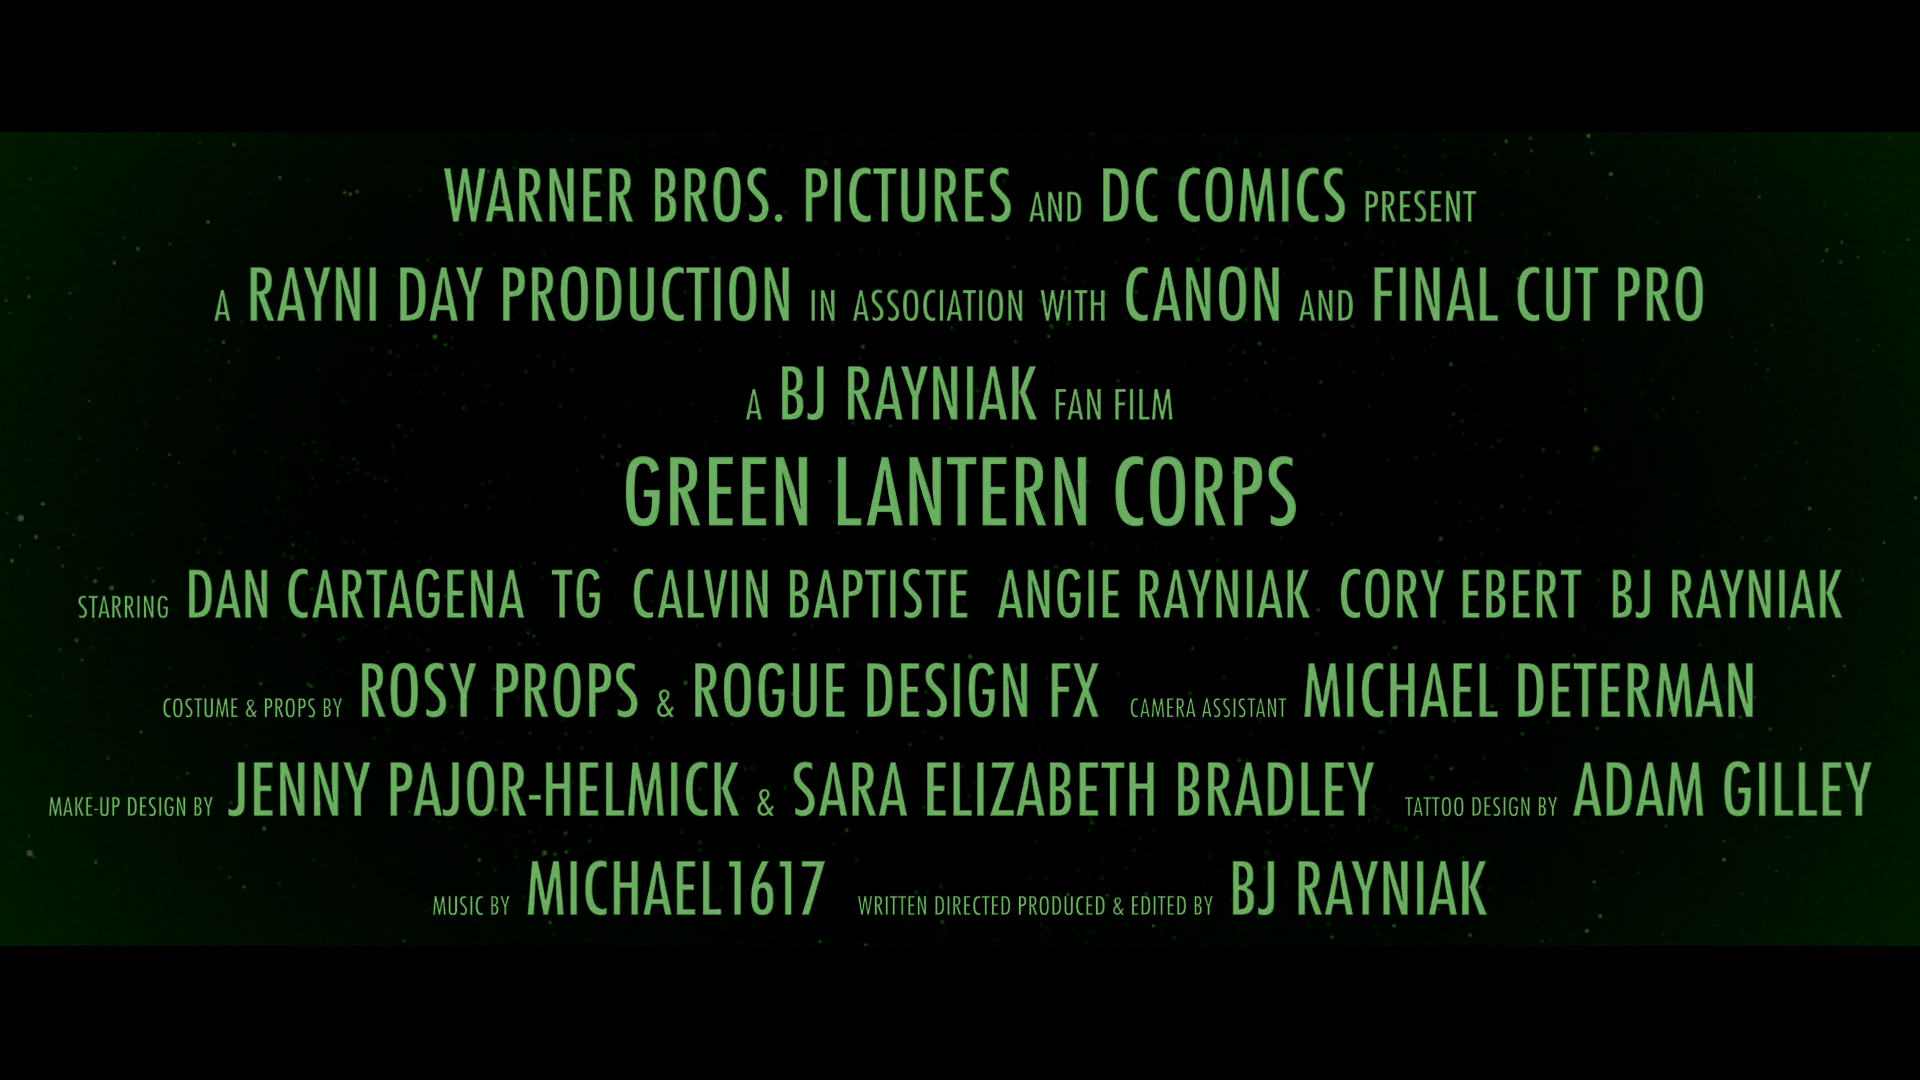 WARNER BROS. PICTURES AND DC COMICS PRESENT
A RAYNI DAY PRODUCTION IN ASSOCIATION WITH CANON AND FINAL CUT PRO
A BJ RAYNIAK FAN FILM
GREEN LANTERN CORPS
STARRING DAN CARTAGENA TG CALVIN BAPTISTE ANGIE RAYNIAK CORY EBERT BJ RAYNIAK
COSTUME & PROPS BY ROSY PROPS & ROGUE DESIGN FX CAMERA ASSISTANT MICHAEL DETERMAN
MAKE-UP DESIGN BY JENNY PAJOR-HELMICK & SARA ELIZABETH BRADLEY TATTOO DESIGN BY ADAM GILLEY
MUSIC BY MICHAEL1617 WRITTEN DIRECTED PRODUCED & EDITED BY BJ RAYNIAK